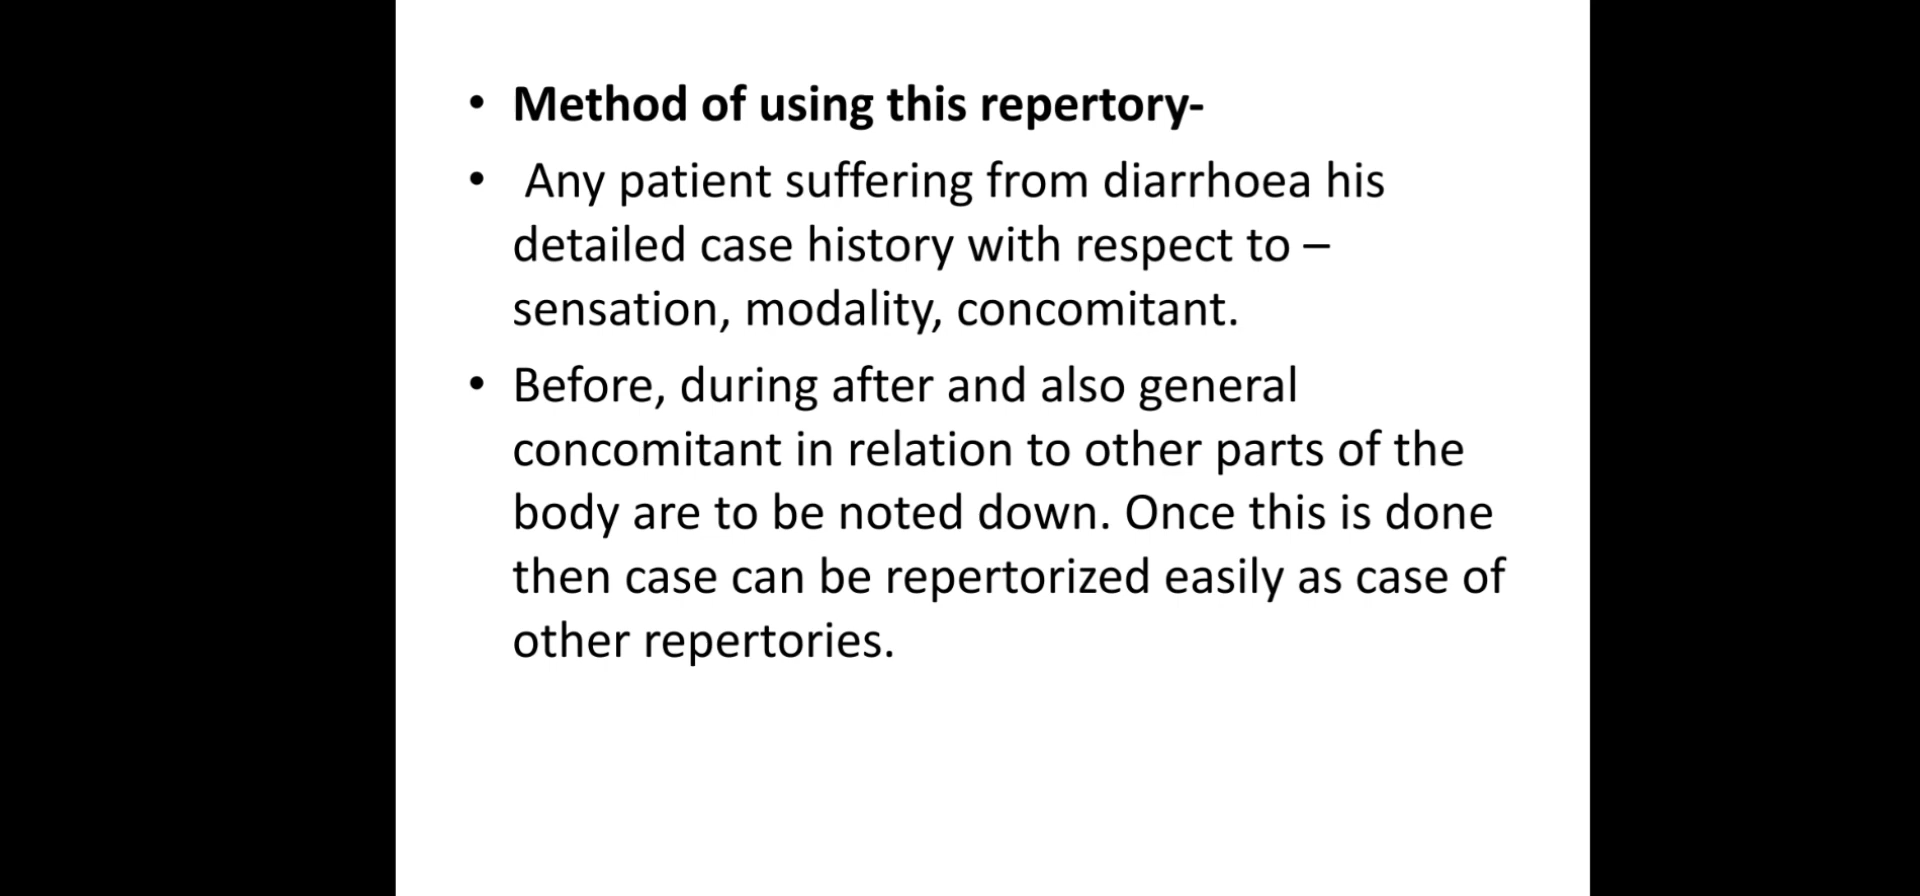 • Method of using this repertory-
• Any patient suffering from diarrhoea his
detailed case history with respect to –
sensation, modality, concomitant.
• Before, during after and also general
concomitant in relation to other parts of the
body are to be noted down. Once this is done
then case can be repertorized easily as case of
other repertories.